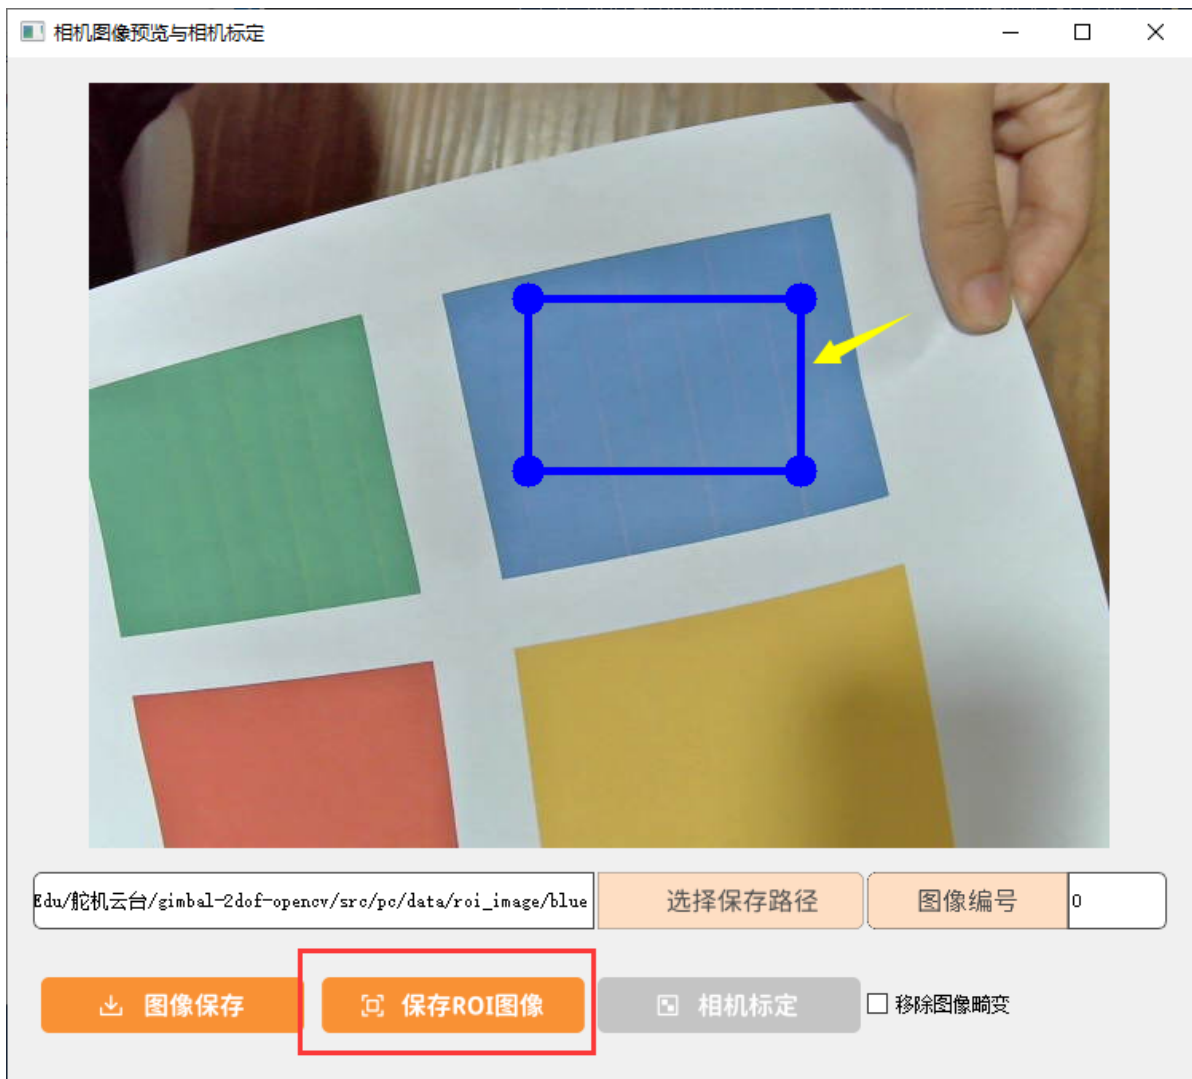 相机图像预览与相机标定
Edu/舵机云台/gimbal-2dof-opencv/src/pc/data/roi_image/blue
选择保存路径
图像编号
0
图像保存
保存ROI图像
相机标定
移除图像畸变